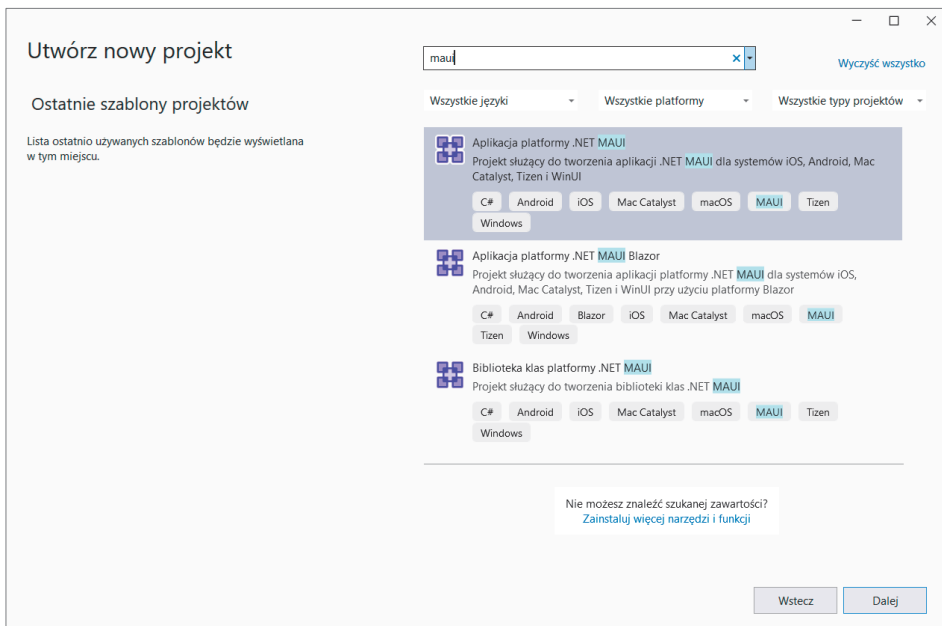 Utwórz nowy projekt
maui
Wyczyść wszystko
Ostatnie szablony projektów
Wszystkie języki
Wszystkie platformy
Wszystkie typy projektów
Lista ostatnio używanych szablonów będzie wyświetlana
w tym miejscu.
Aplikacja platformy .NET MAUI
Projekt służący do tworzenia aplikacji .NET MAUI dla systemów iOS, Android, Mac
Catalyst, Tizen i WinUI
C# Android iOS Mac Catalyst macOS MAUI Tizen
Windows
Aplikacja platformy .NET MAUI Blazor
Projekt służący do tworzenia aplikacji platformy .NET MAUI dla systemów iOS,
Android, Mac Catalyst, Tizen i WinUI przy użyciu platformy Blazor
C# Android Blazor iOS Mac Catalyst macOS MAUI
Tizen Windows
Biblioteka klas platformy .NET MAUI
Projekt służący do tworzenia biblioteki klas .NET MAUI
C# Android iOS Mac Catalyst macOS MAUI Tizen
Windows
Nie możesz znaleźć szukanej zawartości?
Zainstaluj więcej narzędzi i funkcji
Wstecz
Dalej